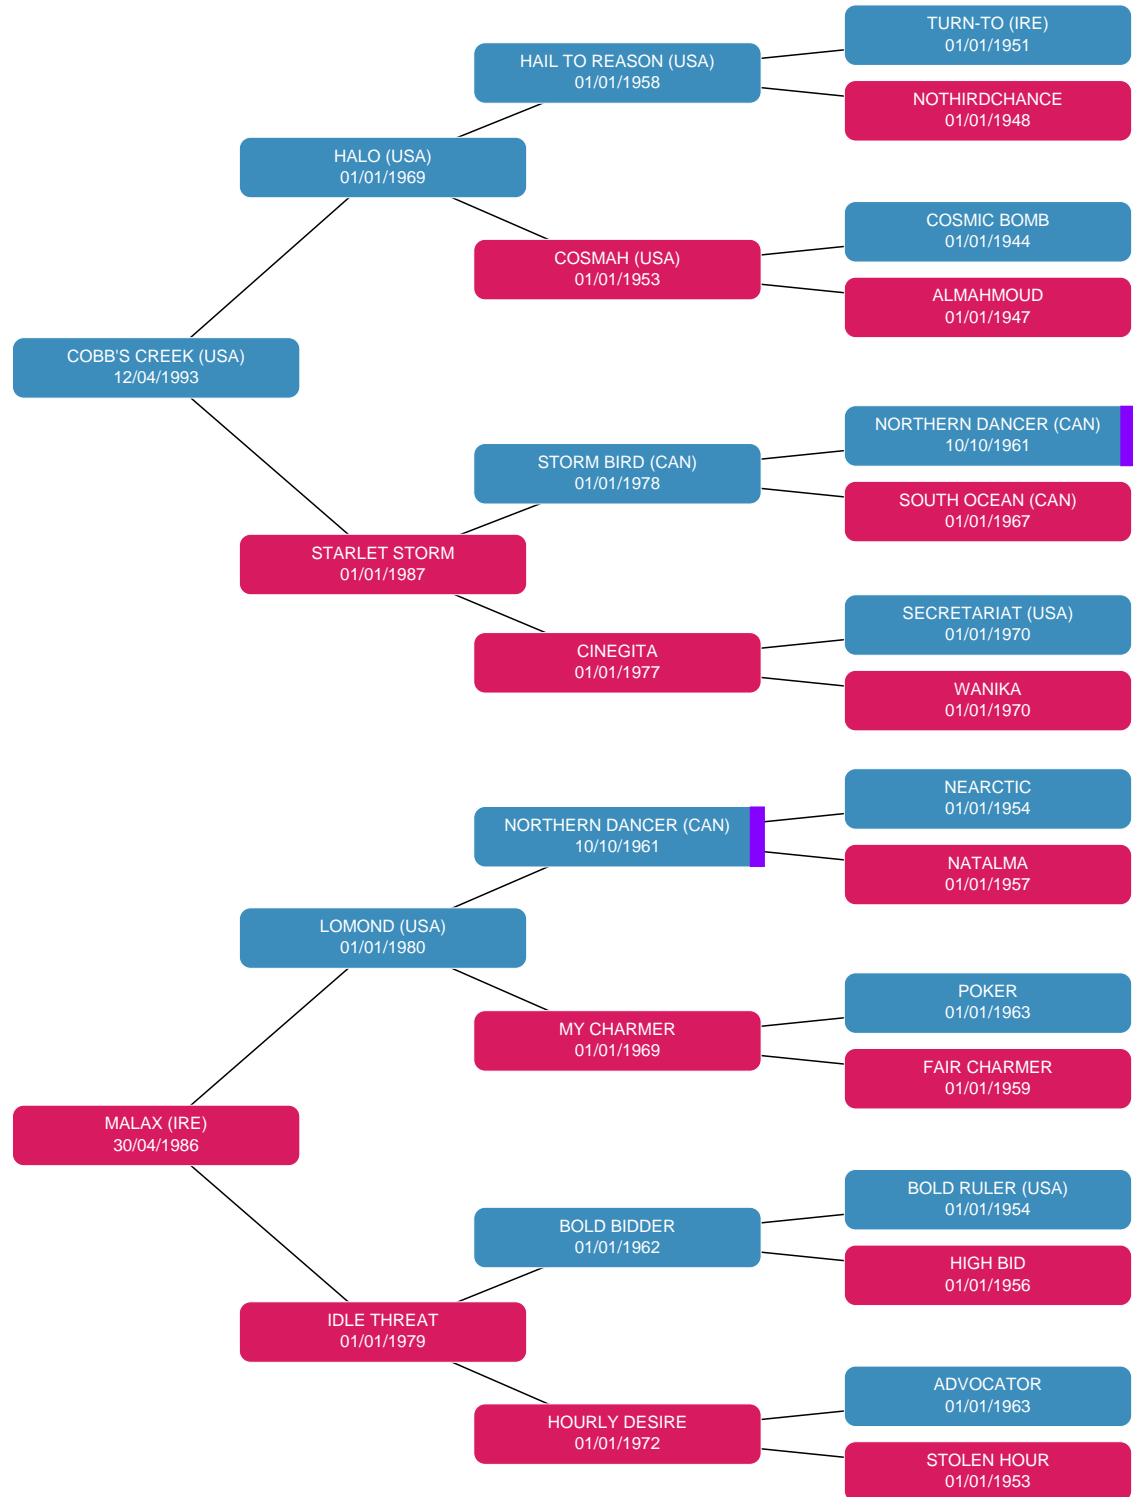 TURN-TO (IRE)
01/01/1951
HAIL TO REASON (USA)
01/01/1958
NOTHIRDCHANCE
01/01/1948
HALO (USA)
01/01/1969
COSMIC BOMB
01/01/1944
COSMAH (USA)
01/01/1953
ALMAHMOUD
01/01/1947
COBB'S CREEK (USA)
12/04/1993
NORTHERN DANCER (CAN)
10/10/1961
STORM BIRD (CAN)
01/01/1978
SOUTH OCEAN (CAN)
01/01/1967
STARLET STORM
01/01/1987
SECRETARIAT (USA)
01/01/1970
CINEGITA
01/01/1977
WANIKA
01/01/1970
NEARCTIC
01/01/1954
NORTHERN DANCER (CAN)
10/10/1961
NATALMA
01/01/1957
LOMOND (USA)
01/01/1980
POKER
01/01/1963
MY CHARMER
01/01/1969
FAIR CHARMER
01/01/1959
MALAX (IRE)
30/04/1986
BOLD RULER (USA)
01/01/1954
BOLD BIDDER
01/01/1962
HIGH BID
01/01/1956
IDLE THREAT
01/01/1979
ADVOCATOR
01/01/1963
HOURLY DESIRE
01/01/1972
STOLEN HOUR
01/01/1953